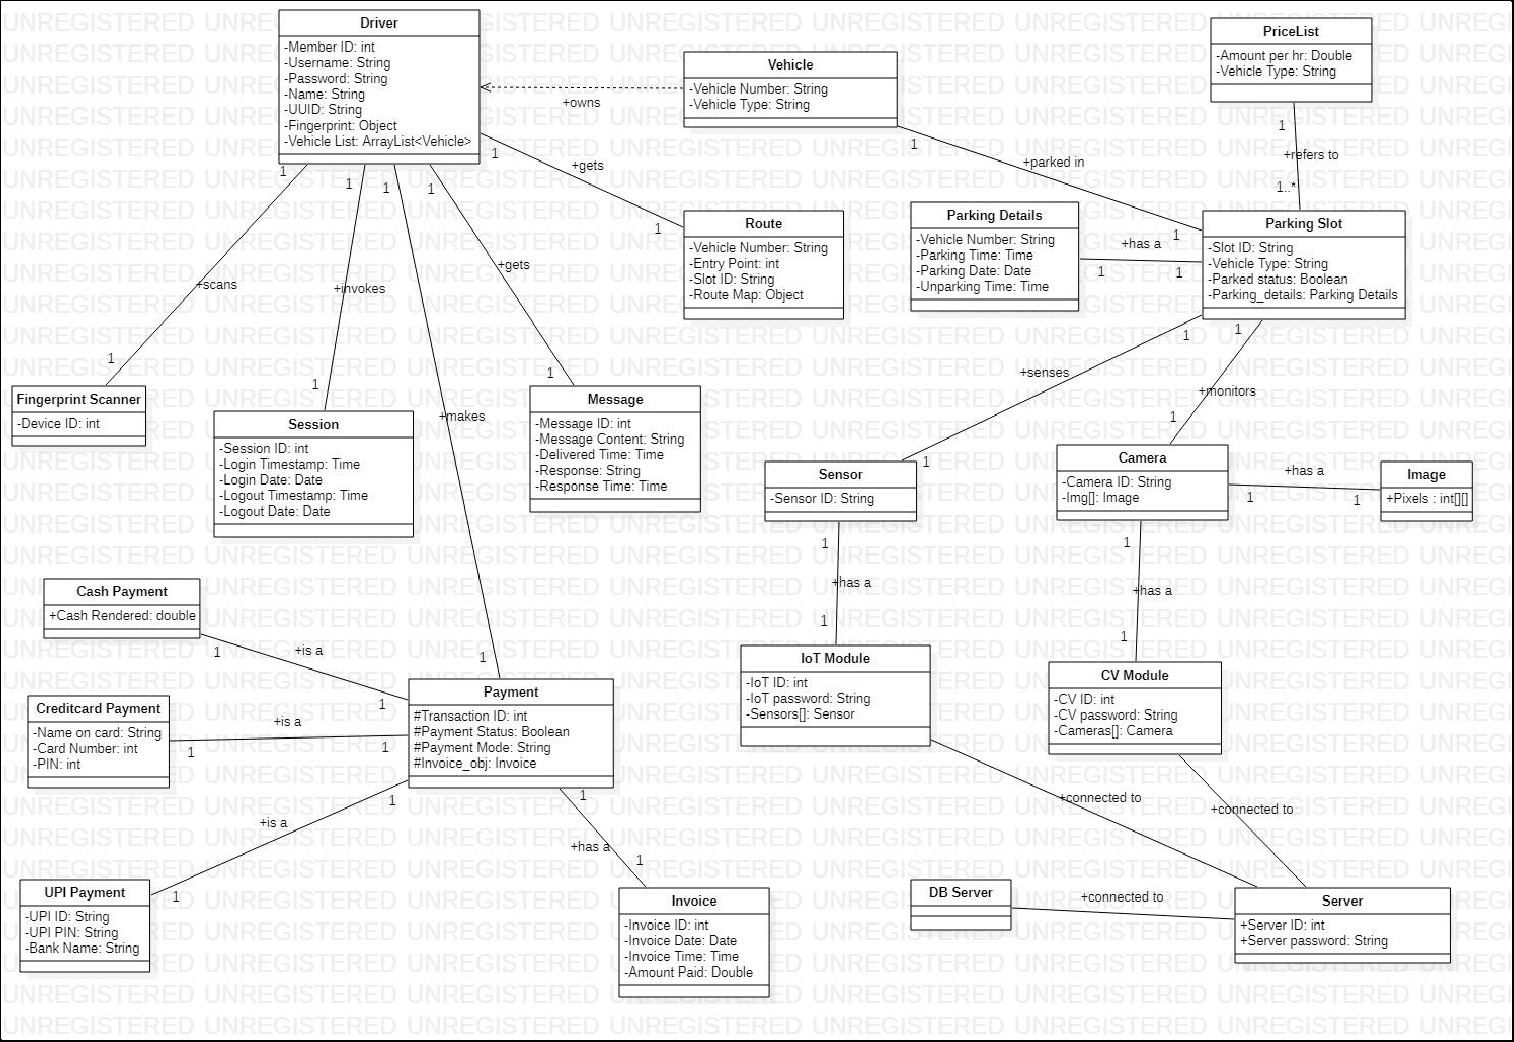 Driver
-Member ID: int
-Username: String
-Password: String
-Name: String
-UUID: String
-Fingerprint: Object
-Vehicle List: ArrayList<Vehicle>
+owns
Vehicle
-Vehicle Number: String
-Vehicle Type: String
PriceList
-Amount per hr: Double
-Vehicle Type: String
1
+refers to
1..*
1
+parked in
1
1
+gets
1
Route
-Vehicle Number: String
-Entry Point: int
-Slot ID: String
-Route Map: Object
Parking Details
-Vehicle Number: String
-Parking Time: Time
-Parking Date: Date
-Unparking Time: Time
+has a
1
1
Parking Slot
-Slot ID: String
-Vehicle Type: String
-Parked status: Boolean
-Parking_details: Parking Details
1
+scans
1
1
+invokes
1
1
+makes
1
1
+gets
1
Fingerprint Scanner
-Device ID: int
Session
-Session ID: int
-Login Timestamp: Time
-Login Date: Date
-Logout Timestamp: Time
-Logout Date: Date
Message
-Message ID: int
-Message Content: String
-Delivered Time: Time
-Response: String
-Response Time: Time
1
+senses
1
1
+monitors
1
Sensor
-Sensor ID: String
Camera
-Camera ID: String
-Img[]: Image
+has a
1
1
Image
+Pixels : int[][]
1
+has a
1
1
+has a
1
Cash Payment
+Cash Rendered: double
1
+is a
1
Creditcard Payment
-Name on card: String
-Card Number: int
-PIN: int
+is a
1
1
Payment
#Transaction ID: int
#Payment Status: Boolean
#Payment Mode: String
#Invoice_obj: Invoice
IoT Module
-IoT ID: int
-IoT password: String
-Sensors[]: Sensor
CV Module
-CV ID: int
-CV password: String
-Cameras[]: Camera
1
+is a
1
1
+has a
1
+connected to
+connected to
UPI Payment
-UPI ID: String
-UPI PIN: String
-Bank Name: String
Invoice
-Invoice ID: int
-Invoice Date: Date
-Invoice Time: Time
-Amount Paid: Double
DB Server
+connected to
Server
+Server ID: int
+Server password: String
UNREGISTERED UNREGISTERED UNREGISTERED UNREGISTERED UNREGISTERED UNREGISTERED UNREGISTERED